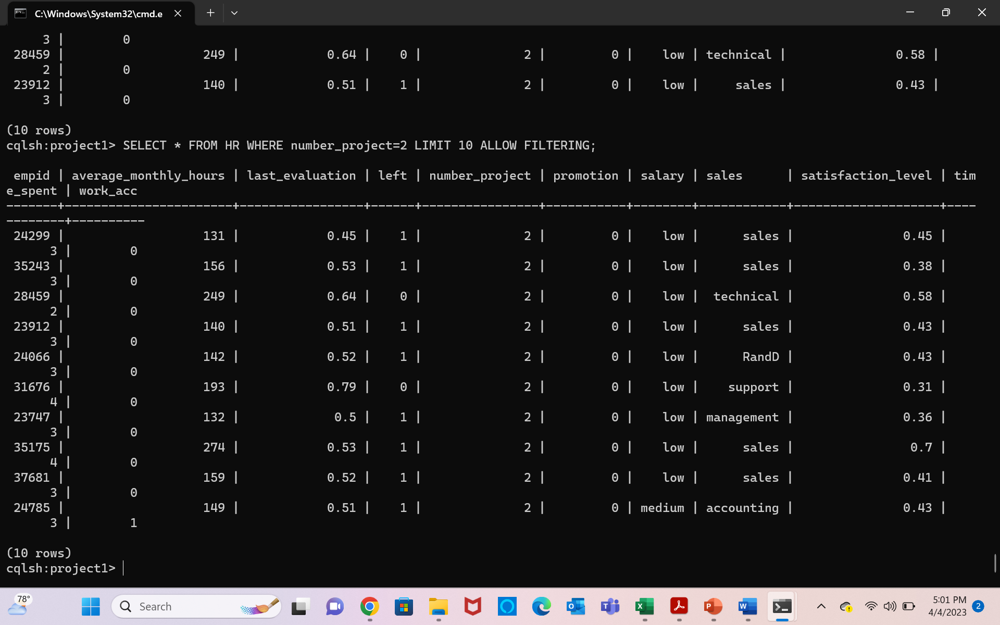 C:\Windows\System32\cmd.e
3 | 0
28459 | 249 | 0.64 | 0 | 2 | 0 | low | technical | 0.58 |
2 | 0
23912 | 140 | 0.51 | 1 | 2 | 0 | low | sales | 0.43 |
3 | 0
(10 rows)
cqlsh:project1> SELECT * FROM HR WHERE number_project=2 LIMIT 10 ALLOW FILTERING;
empid | average_monthly_hours | last_evaluation | left | number_project | promotion | salary | sales | satisfaction_level | tim
e_spent | work_acc
-------+-----------------------+-----------------+------+----------------+-----------+--------+------------+--------------------+----
--------+----------
24299 | 131 | 0.45 | 1 | 2 | 0 | low | sales | 0.45 |
3 | 0
35243 | 156 | 0.53 | 1 | 2 | 0 | low | sales | 0.38 |
3 | 0
28459 | 249 | 0.64 | 0 | 2 | 0 | low | technical | 0.58 |
2 | 0
23912 | 140 | 0.51 | 1 | 2 | 0 | low | sales | 0.43 |
3 | 0
24066 | 142 | 0.52 | 1 | 2 | 0 | low | RandD | 0.43 |
3 | 0
31676 | 193 | 0.79 | 0 | 2 | 0 | low | support | 0.31 |
4 | 0
23747 | 132 | 0.5 | 1 | 2 | 0 | low | management | 0.36 |
3 | 0
35175 | 274 | 0.53 | 1 | 2 | 0 | low | sales | 0.7 |
4 | 0
37681 | 159 | 0.52 | 1 | 2 | 0 | low | sales | 0.41 |
3 | 0
24785 | 149 | 0.51 | 1 | 2 | 0 | medium | accounting | 0.43 |
3 | 1
(10 rows)
cqlsh:project1>
78°
Search
5:01 PM
4/4/2023
2